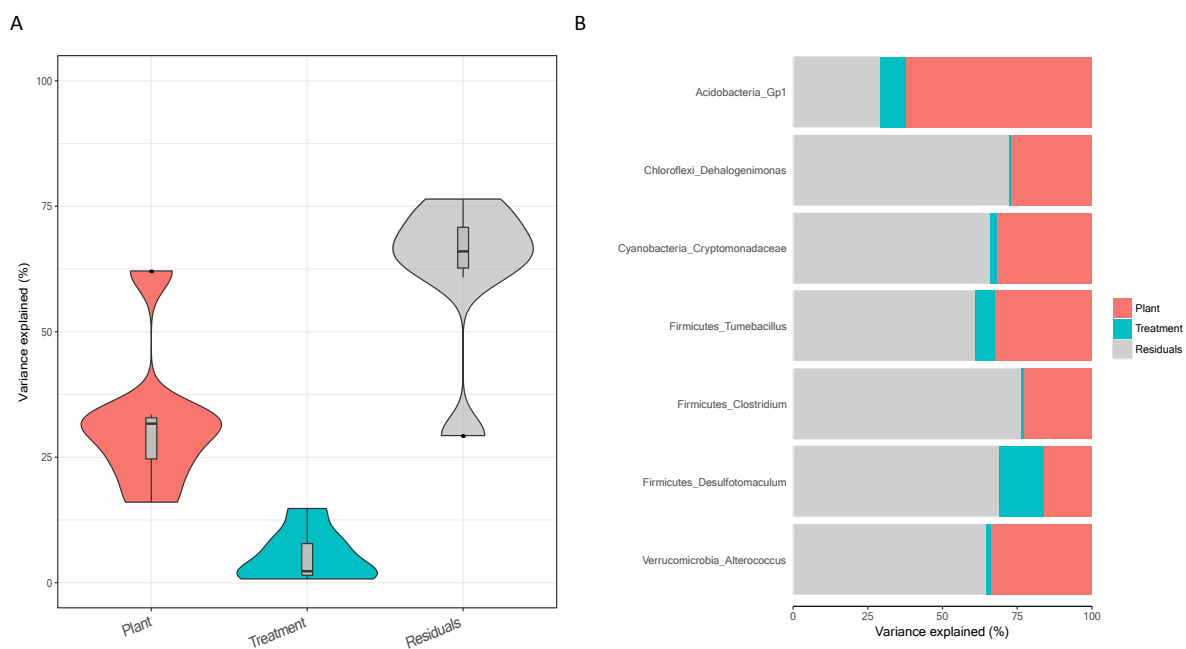 A
B
Variance explained (%)
100
75
50
25
0
Plant
Treatment
Residuals
Acidobacteria_Gp1
Chloroflexi_Dehalogenimonas
Cyanobacteria_Cryptomonadaceae
Firmicutes_Tumebacillus
Firmicutes_Clostridium
Firmicutes_Desulfotomaculum
Verrucomicrobia_Alterococcus
0
25
50
75
100
Variance explained (%)
Plant
Treatment
Residuals